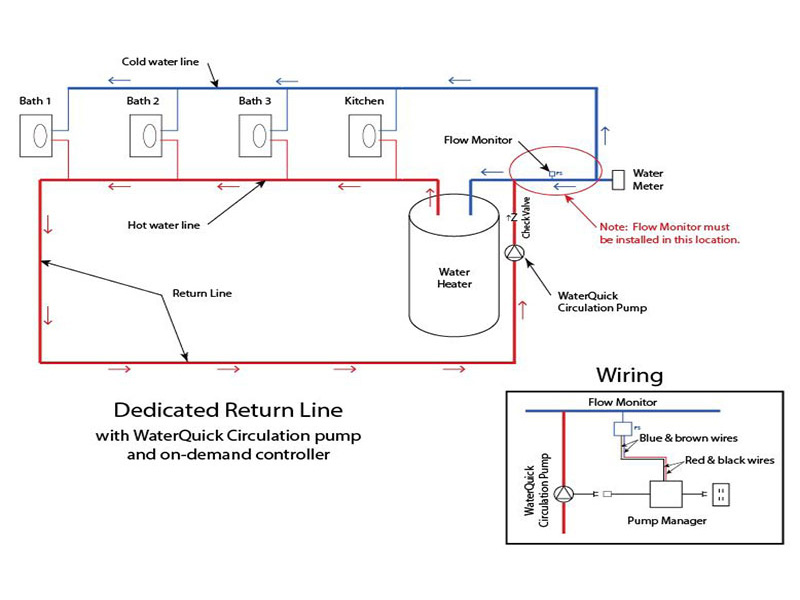 Cold water line
Bath 1
Bath 2
Bath 3
Kitchen
Flow Monitor
FS
Water
Meter
Check Valve
Z
Hot water line
Note: Flow Monitor must
be installed in this location.
Water
Heater
Return Line
WaterQuick
Circulation Pump
Wiring
Dedicated Return Line
with WaterQuick Circulation pump
and on-demand controller
Flow Monitor
FS
Blue & brown wires
Red & black wires
WaterQuick
Circulation Pump
Pump Manager